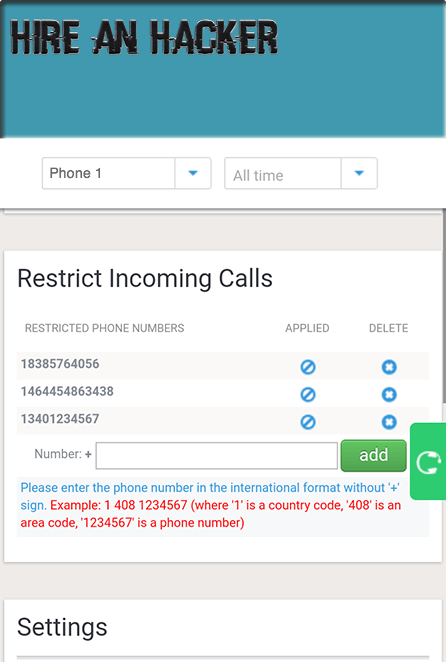 HIRE AN HACKER
Phone 1
All time
Restrict Incoming Calls
RESTRICTED PHONE NUMBERS APPLIED DELETE
18385764056
1464454863438
13401234567
Number: + add
Please enter the phone number in the international format without '+'
sign. Example: 1 408 1234567 (where '1' is a country code, '408' is an
area code, '1234567' is a phone number)
Settings